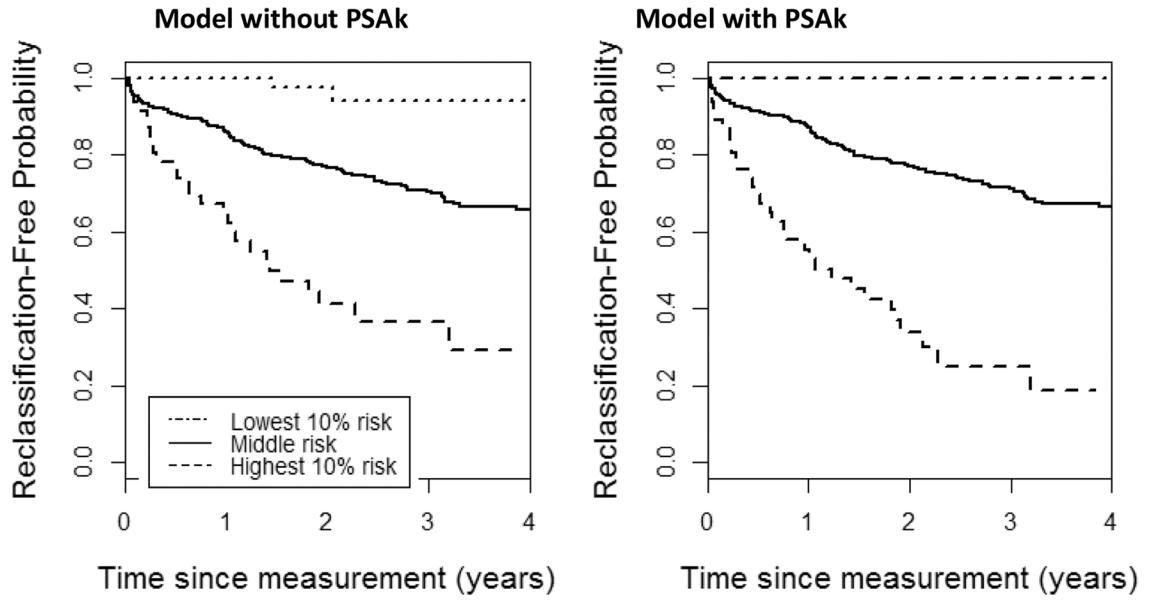 Model without PSAk
Model with PSAk
Reclassification-Free Probability
1.0
0.8
0.6
0.4
0.2
0.0
Lowest 10% risk
Middle risk
Highest 10% risk
0 1 2 3 4
Time since measurement (years)
Reclassification-Free Probability
1.0
0.8
0.6
0.4
0.2
0.0
0 1 2 3 4
Time since measurement (years)